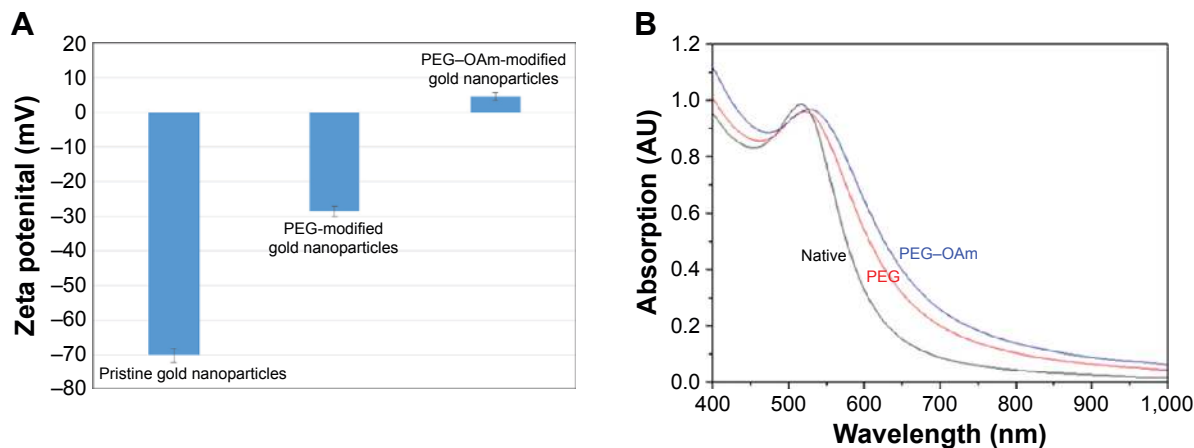 A
Zeta potenital (mV)
20
10
0
–10
–20
–30
–40
–50
–60
–70
–80
PEG–OAm-modified
gold nanoparticles
PEG-modified
gold nanoparticles
Pristine gold nanoparticles
B
Absorption (AU)
1.2
1.0
0.8
0.6
0.4
0.2
0.0
Native
PEG
PEG–OAm
400
500
600
700
800
900
1,000
Wavelength (nm)